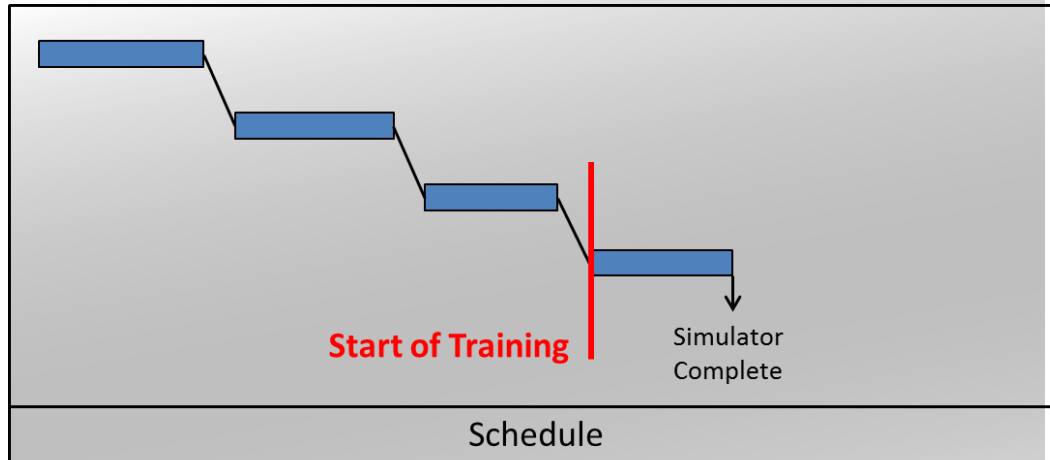 Start of Training
Simulator
Complete
Schedule